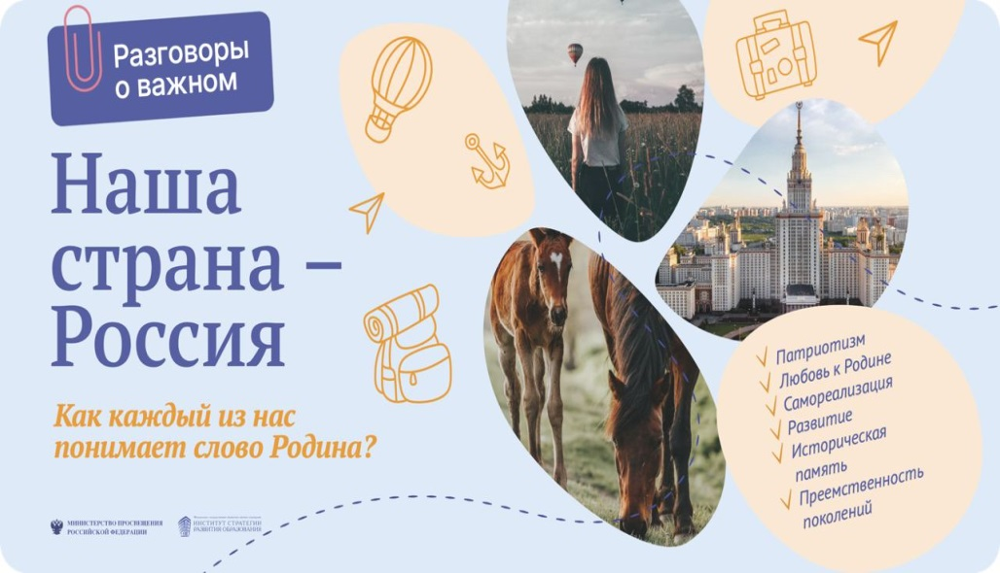 Разговоры
о важном
Наша
страна –
Россия
Как каждый из нас
понимает слово Родина?
МИНИСТЕРСТВО ПРОСВЕЩЕНИЯ
РОССИЙСКОЙ ФЕДЕРАЦИИ
ИНСТИТУТ СТРАТЕГИИ
РАЗВИТИЯ ОБРАЗОВАНИЯ
Патриотизм
Любовь к Родине
Самореализация
Развитие
Историческая
память
Преемственность
поколений